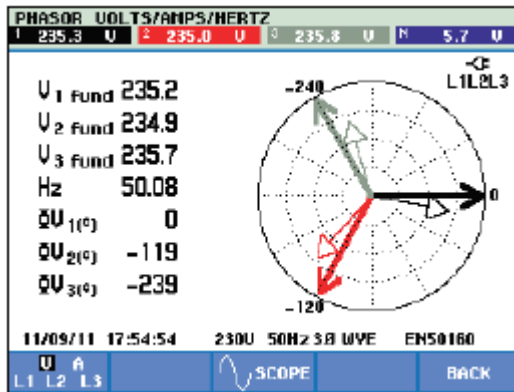 PHASOR VOLTS/AMPS/HERTZ
1 235.3 V 2 235.0 V 3 235.8 V N 5.7 V
L1L2L3
V1 fund 235.2
V2 fund 234.9
V3 fund 235.7
Hz 50.08
ΦV1(°) 0
ΦV2(°) -119
ΦV3(°) -239
-240
0
-120
11/09/11 17:54:54 230V 50Hz 3Ø WYE EN50160
V A
L1 L2 L3
SCOPE
BACK